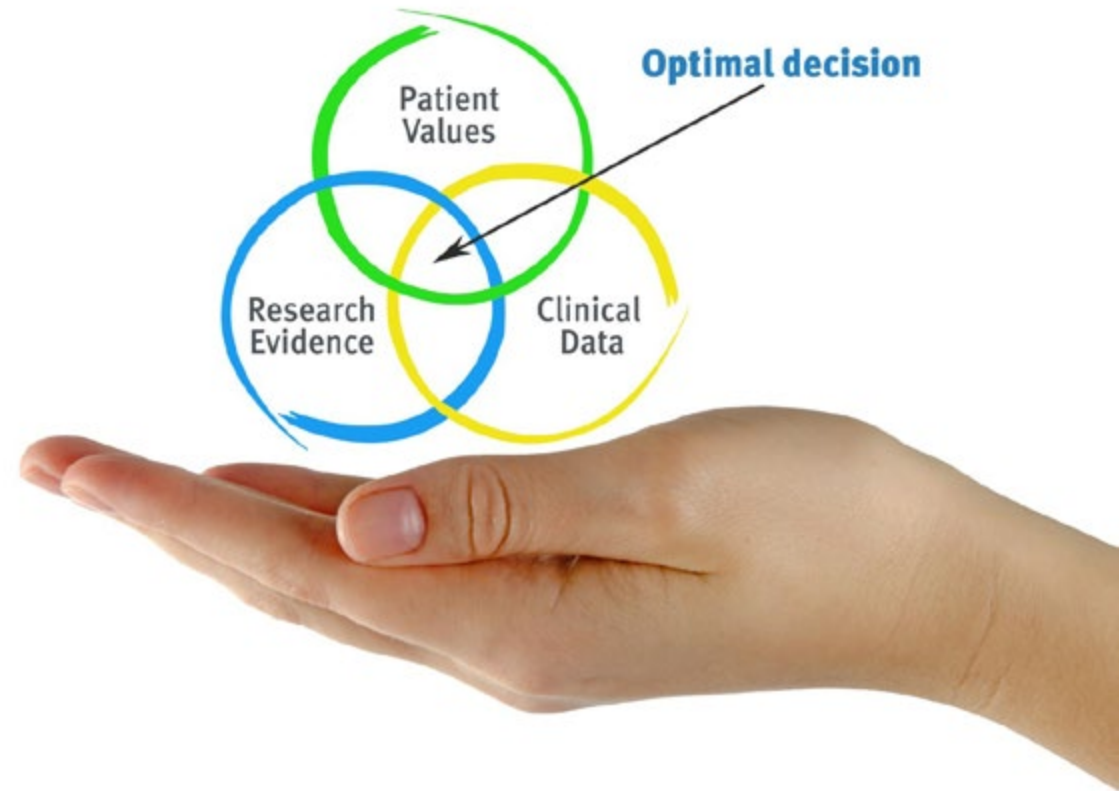 Optimal decision
Patient
Values
Research
Evidence
Clinical
Data